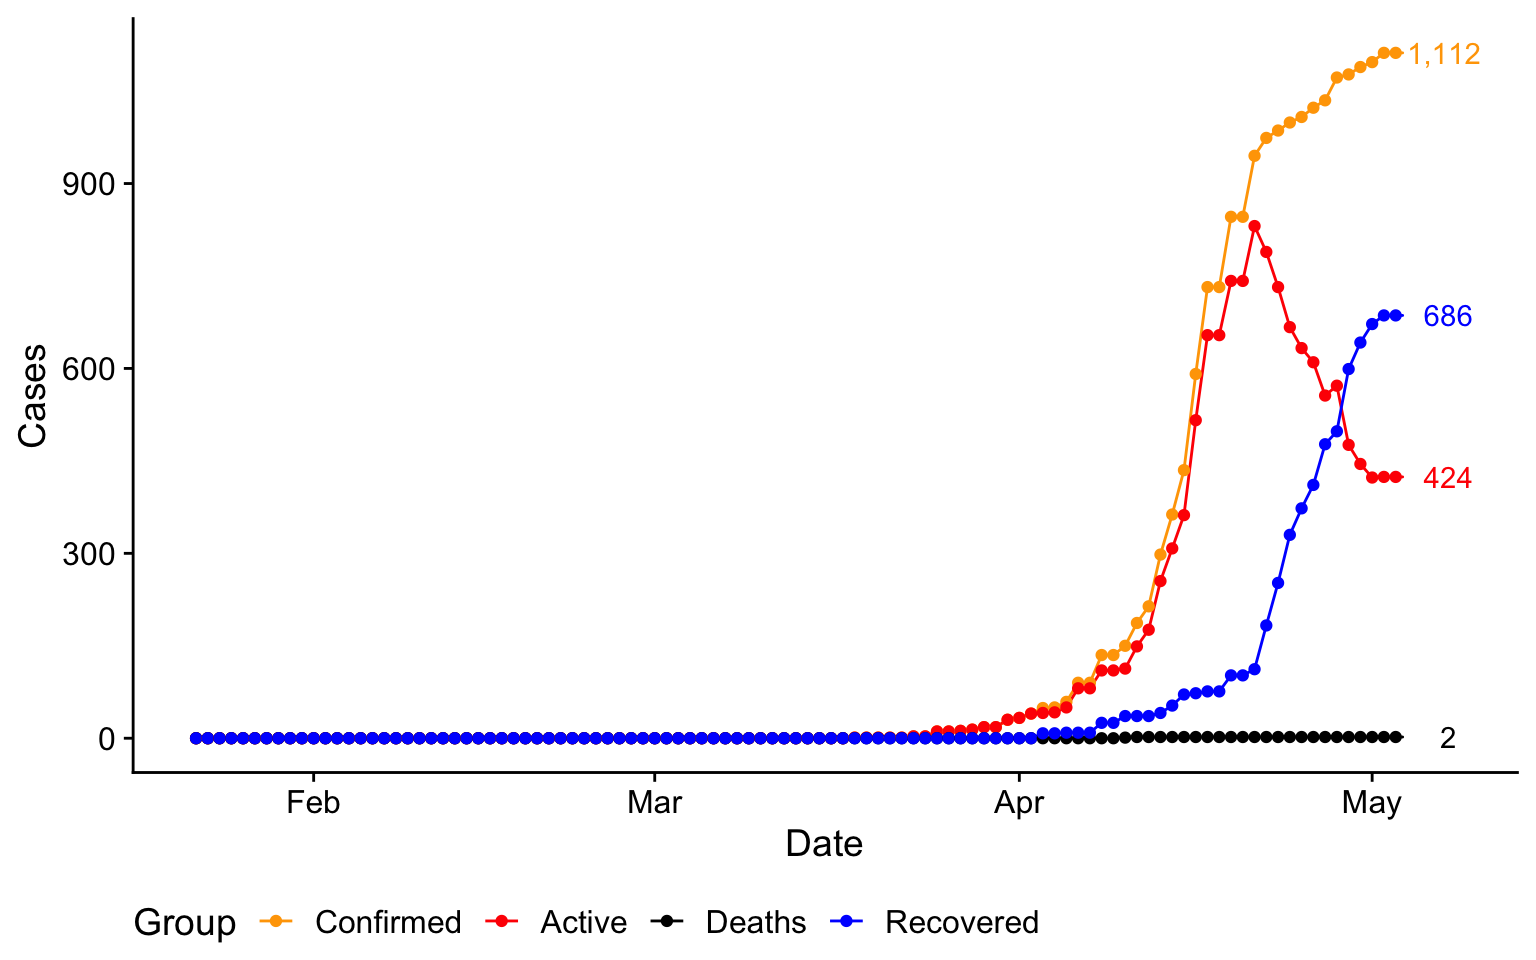 1,112
900
686
600
Cases
424
300
0
2
Feb Mar Apr May
Date
Group Confirmed Active Deaths Recovered